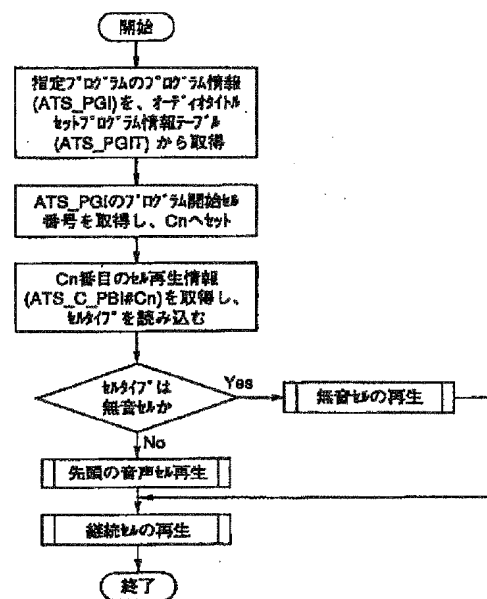 開始
指定ﾌﾟﾛｸﾞﾗﾑのﾌﾟﾛｸﾞﾗﾑ情報
(ATS_PGI)を、ｵｰﾃﾞｨｵﾀｲﾄﾙ
ｾｯﾄﾌﾟﾛｸﾞﾗﾑ情報ﾃｰﾌﾞﾙ
(ATS_PGIT) から取得
ATS_PGIのﾌﾟﾛｸﾞﾗﾑ開始ｾﾙ
番号を取得し、Cnへｾｯﾄ
Cn番目のｾﾙ再生情報
(ATS_C_PBI#Cn)を取得し、
ｾﾙﾀｲﾌﾟを読み込む
ｾﾙﾀｲﾌﾟは
無音ｾﾙか
Yes
無音ｾﾙの再生
No
先頭の音声ｾﾙ再生
継続ｾﾙの再生
終了